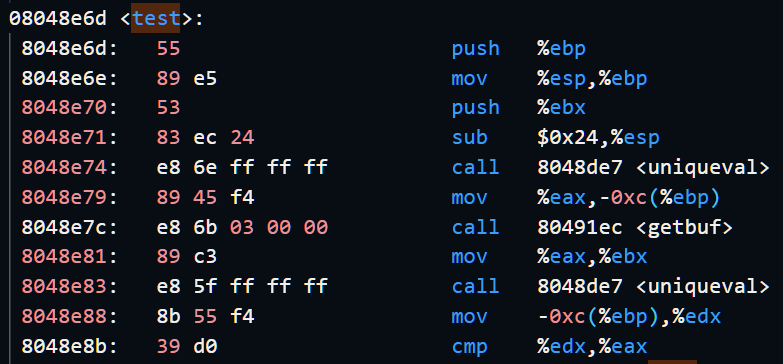 08048e6d <test>:
8048e6d: 55 push %ebp
8048e6e: 89 e5 mov %esp,%ebp
8048e70: 53 push %ebx
8048e71: 83 ec 24 sub $0x24,%esp
8048e74: e8 6e ff ff ff call 8048de7 <uniqueval>
8048e79: 89 45 f4 mov %eax,-0xc(%ebp)
8048e7c: e8 6b 03 00 00 call 80491ec <getbuf>
8048e81: 89 c3 mov %eax,%ebx
8048e83: e8 5f ff ff ff call 8048de7 <uniqueval>
8048e88: 8b 55 f4 mov -0xc(%ebp),%edx
8048e8b: 39 d0 cmp %edx,%eax